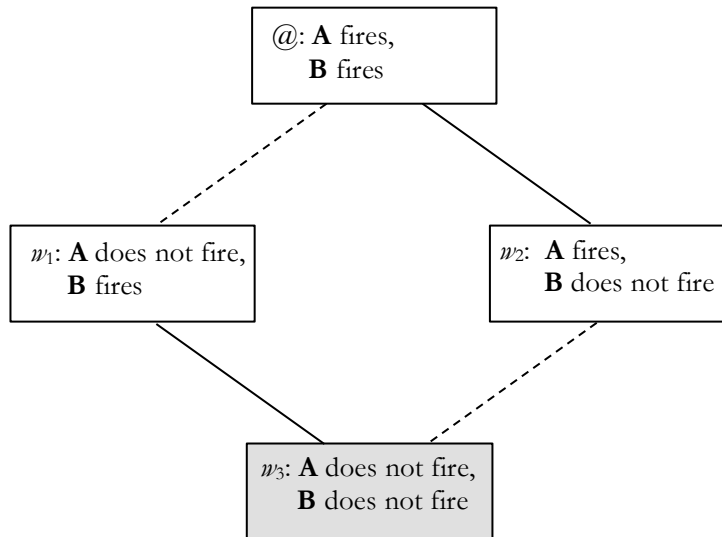 @: A fires,
B fires
w₁: A does not fire,
B fires
w₂: A fires,
B does not fire
w₃: A does not fire,
B does not fire